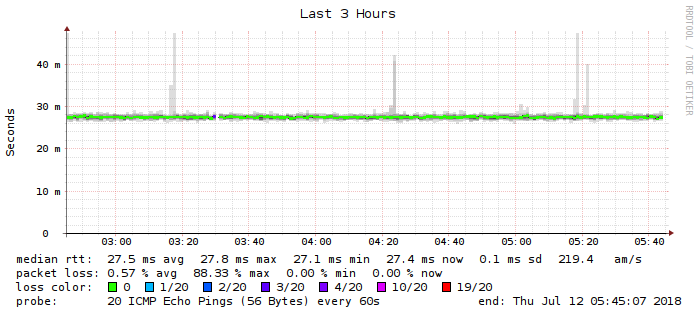 Last 3 Hours
RRDTOOL / TOBI OETIKER
Seconds
40 m
30 m
20 m
10 m
0
03:00 03:20 03:40 04:00 04:20 04:40 05:00 05:20 05:40
median rtt: 27.5 ms avg 27.8 ms max 27.1 ms min 27.4 ms now 0.1 ms sd 219.4 am/s
packet loss: 0.57 % avg 88.33 % max 0.00 % min 0.00 % now
loss color: 0 1/20 2/20 3/20 4/20 10/20 19/20
probe: 20 ICMP Echo Pings (56 Bytes) every 60s end: Thu Jul 12 05:45:07 2018